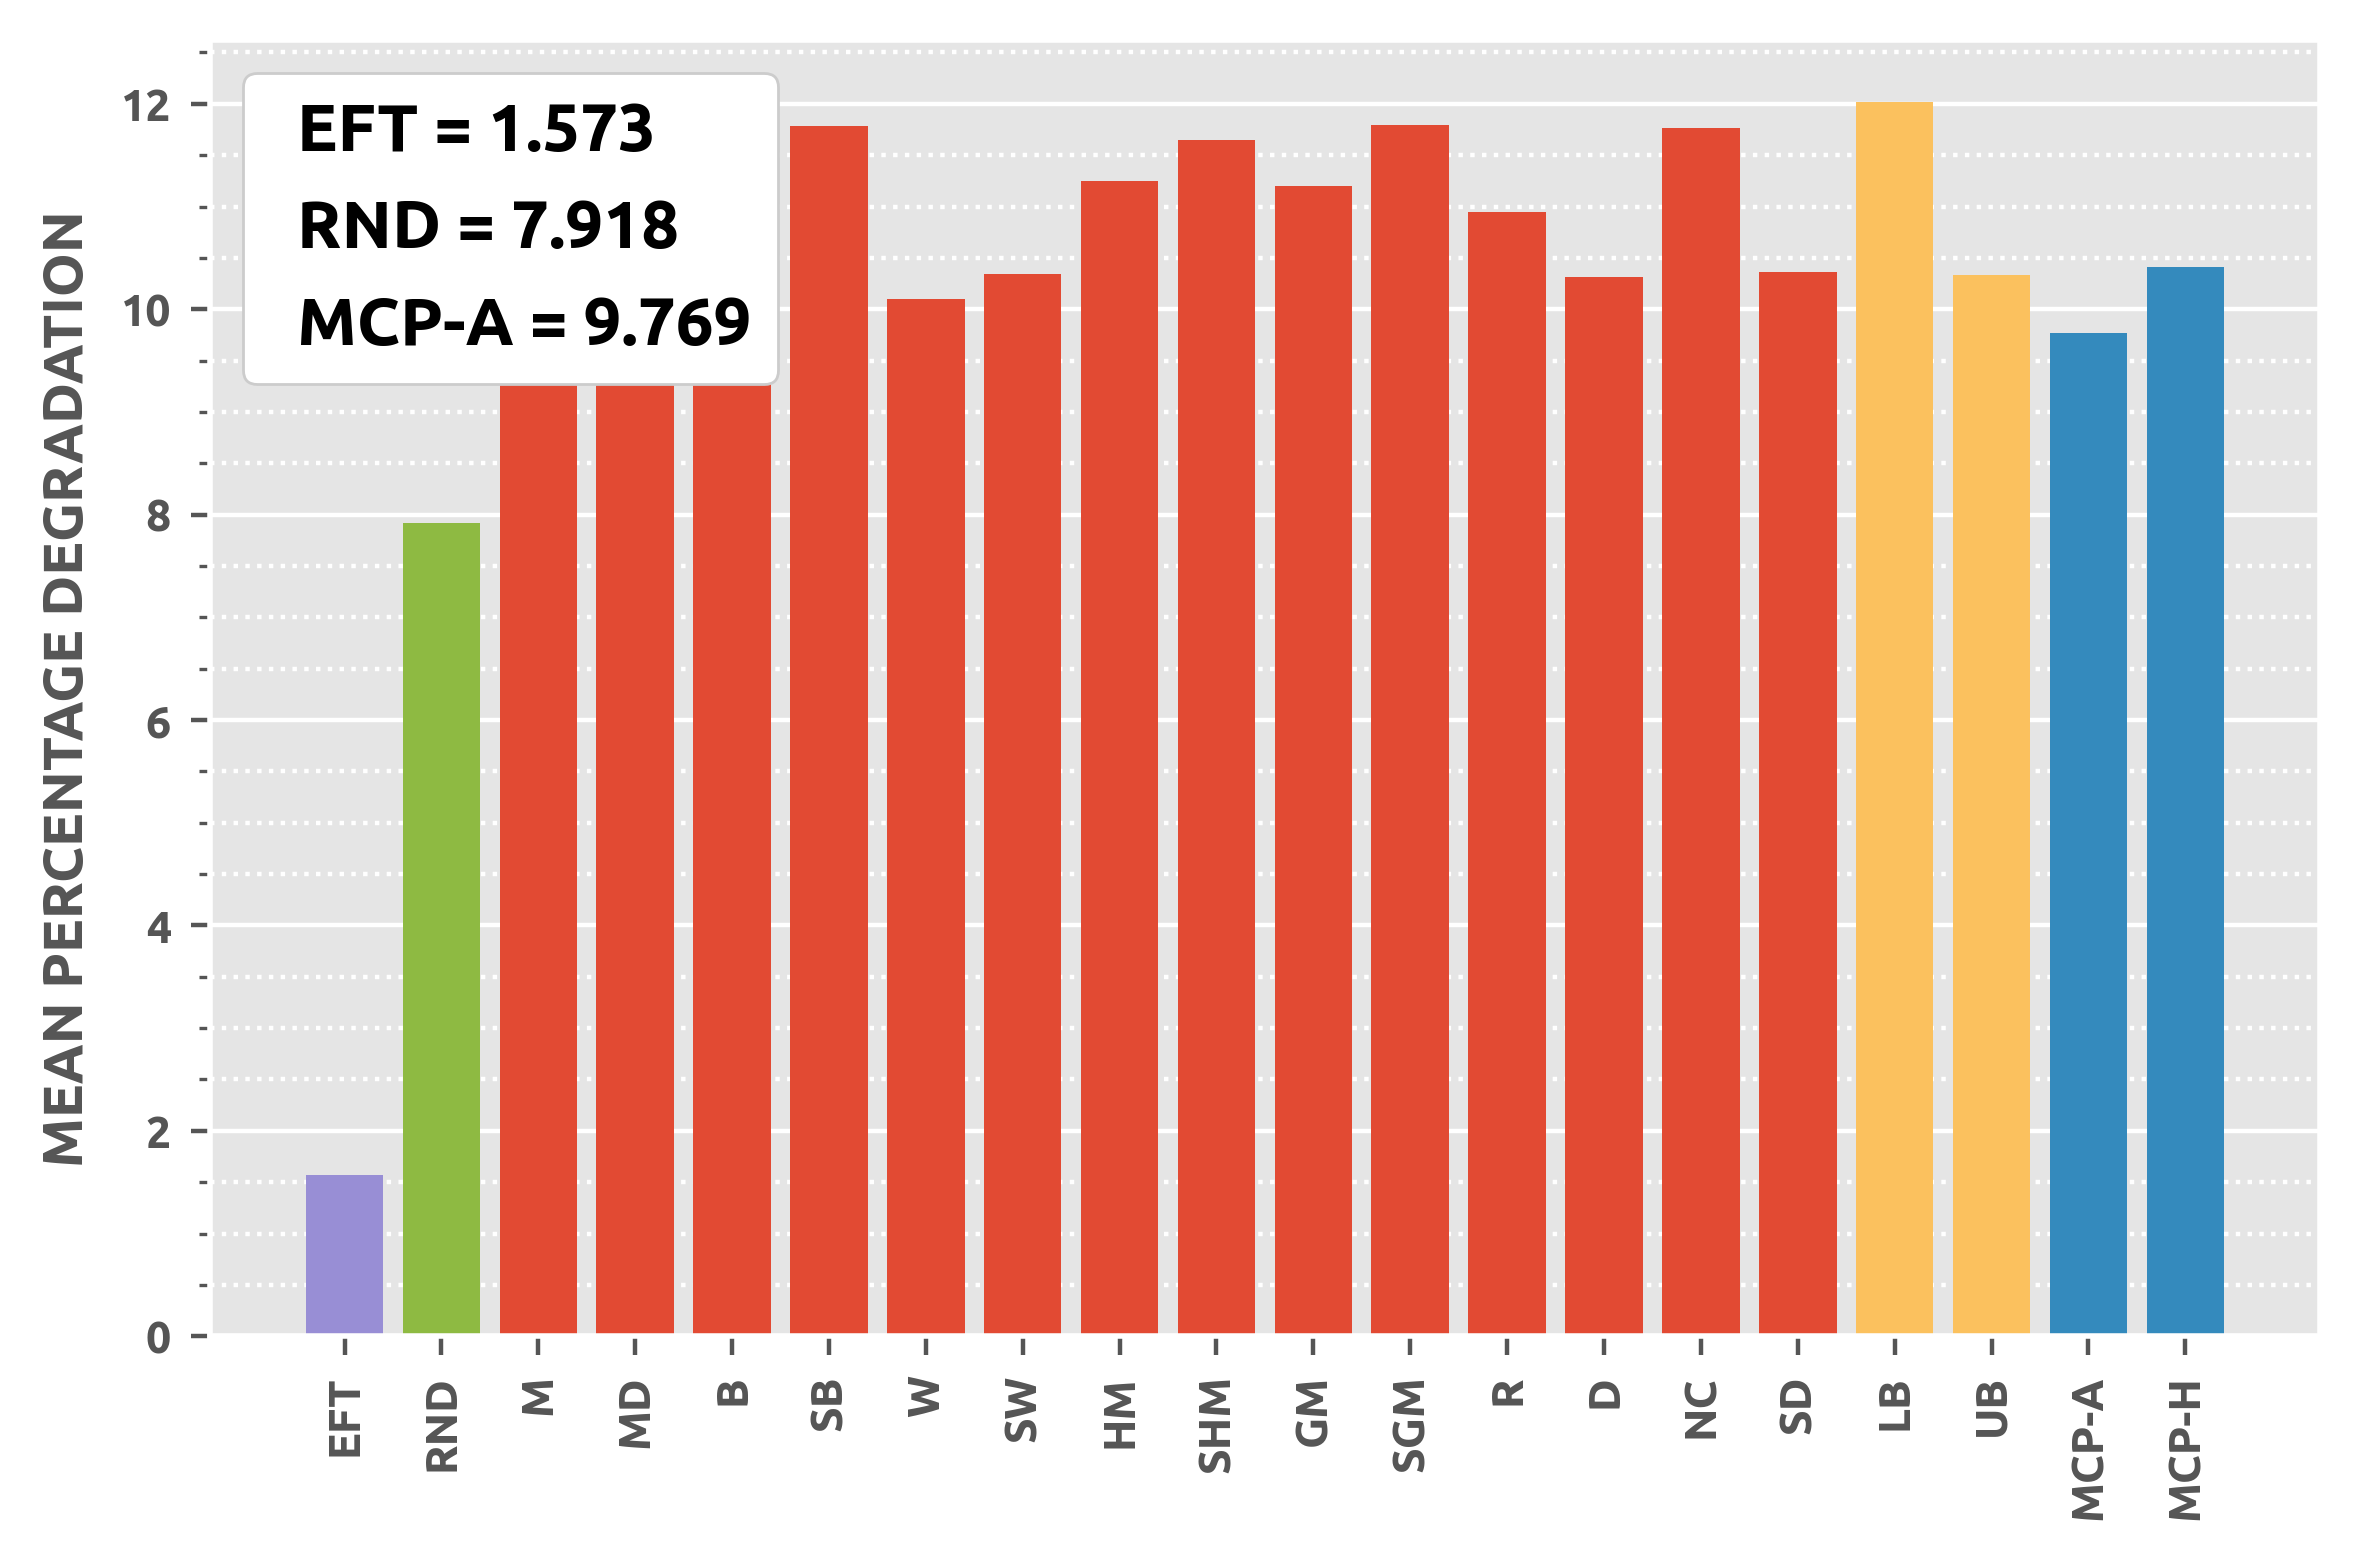 MEAN PERCENTAGE DEGRADATION
12
10
8
6
4
2
0
EFT = 1.573
RND = 7.918
MCP-A = 9.769
EFT
RND
M
MD
B
SB
W
SW
HM
SHM
GM
SGM
R
D
NC
SD
LB
UB
MCP-A
MCP-H